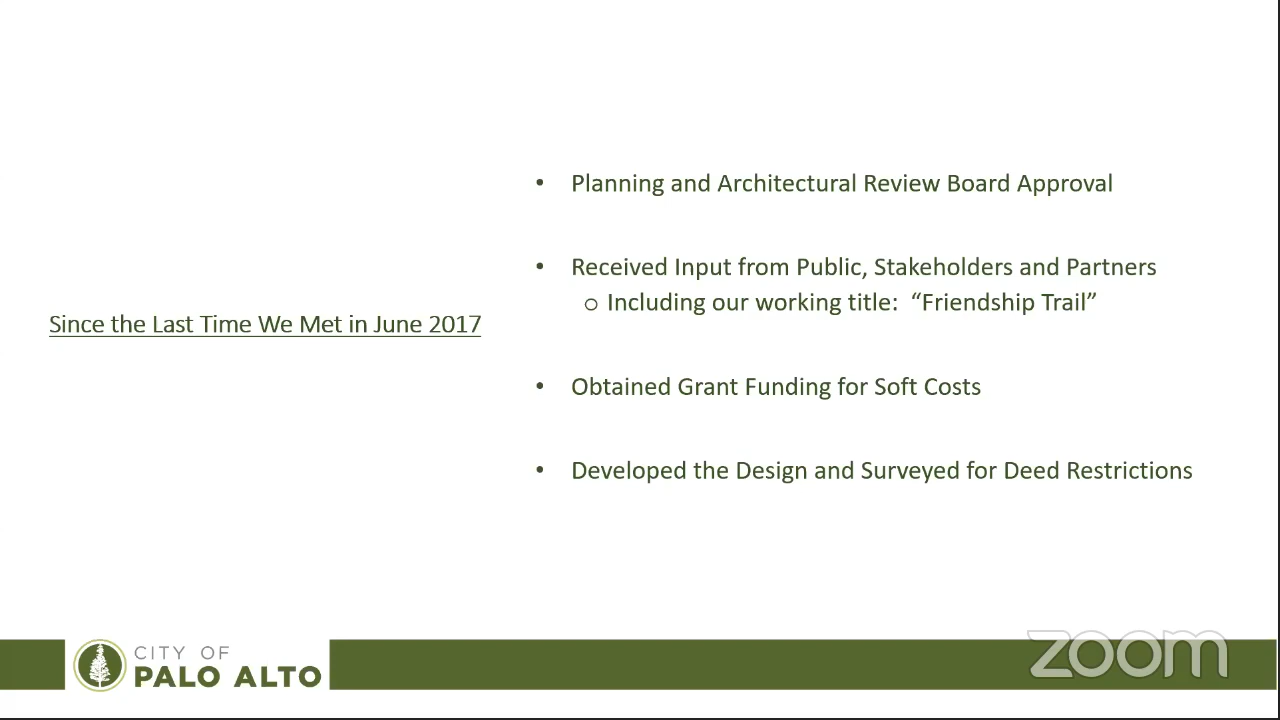 Since the Last Time We Met in June 2017
• Planning and Architectural Review Board Approval
• Received Input from Public, Stakeholders and Partners
o Including our working title: “Friendship Trail”
• Obtained Grant Funding for Soft Costs
• Developed the Design and Surveyed for Deed Restrictions
CITY OF
PALO ALTO
zoom